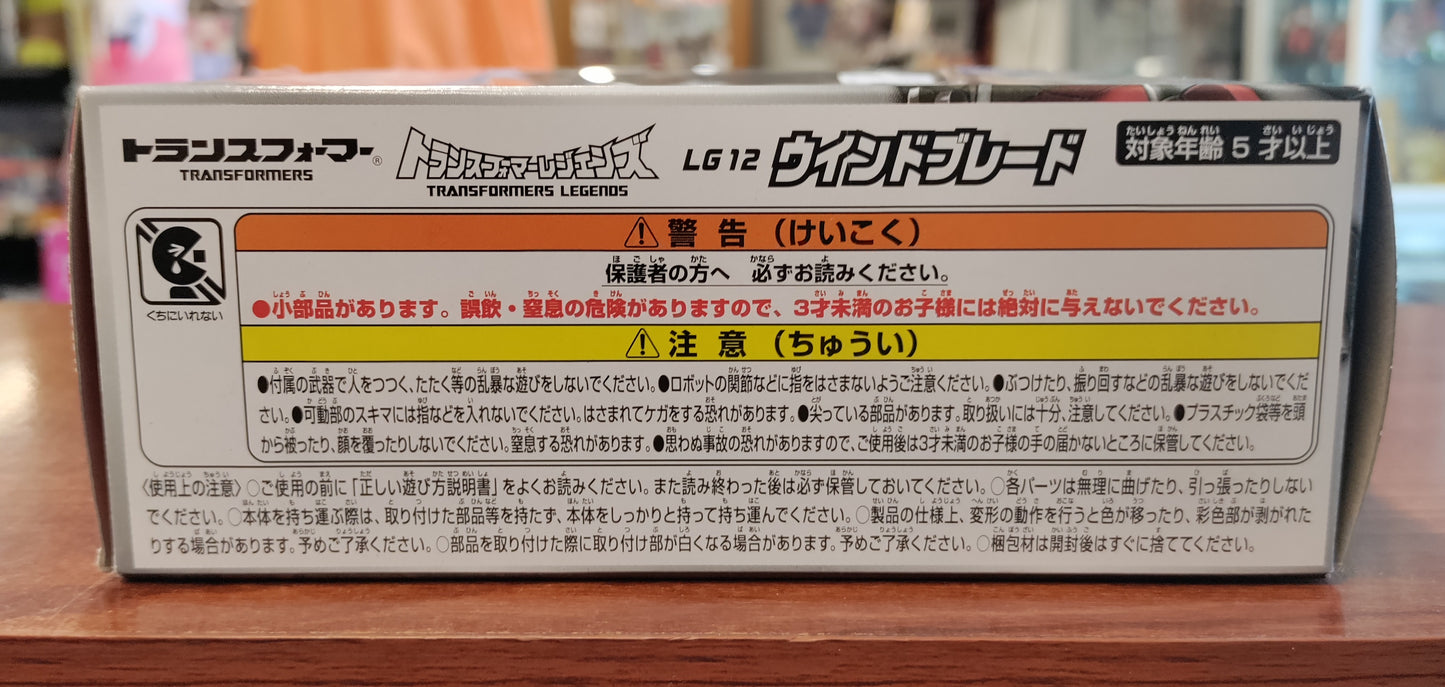 トランスフォーマー®
TRANSFORMERS
トランスフォーマーレジェンズ
TRANSFORMERS LEGENDS
LG12 ウインドブレード
対象年齢 5 才以上
くちにいれない
⚠警告（けいこく）
保護者の方へ 必ずお読みください。
●小部品があります。誤飲・窒息の危険がありますので、3才未満のお子様には絶対に与えないでください。
⚠注意（ちゅうい）
●付属の武器で人をつつく、たたく等の乱暴な遊びをしないでください。●ロボットの関節などに指をはさまないようご注意ください。●ぶつけたり、振り回すなどの乱暴な遊びをしないでくだ
さい。●可動部のスキマには指などを入れないでください。はさまれてケガをする恐れがあります。●尖っている部品があります。取り扱いには十分、注意してください。●プラスチック袋等を頭
から被ったり、顔を覆ったりしないでください。窒息する恐れがあります。●思わぬ事故の恐れがありますので、ご使用後は3才未満のお子様の手の届かないところに保管してください。
〈使用上の注意〉○ご使用の前に「正しい遊び方説明書」をよくお読みください。また読み終わった後は必ず保管しておいてください。○各パーツは無理に曲げたり、引っ張ったりしない
でください。○本体を持ち運ぶ際は、取り付けた部品等を持たず、本体をしっかりと持って持ち運んでください。○製品の仕様上、変形の動作を行うと色が移ったり、彩色部が剥がれた
りする場合があります。予めご了承ください。○部品を取り付けた際に取り付け部が白くなる場合があります。予めご了承ください。○梱包材は開封後はすぐに捨ててください。